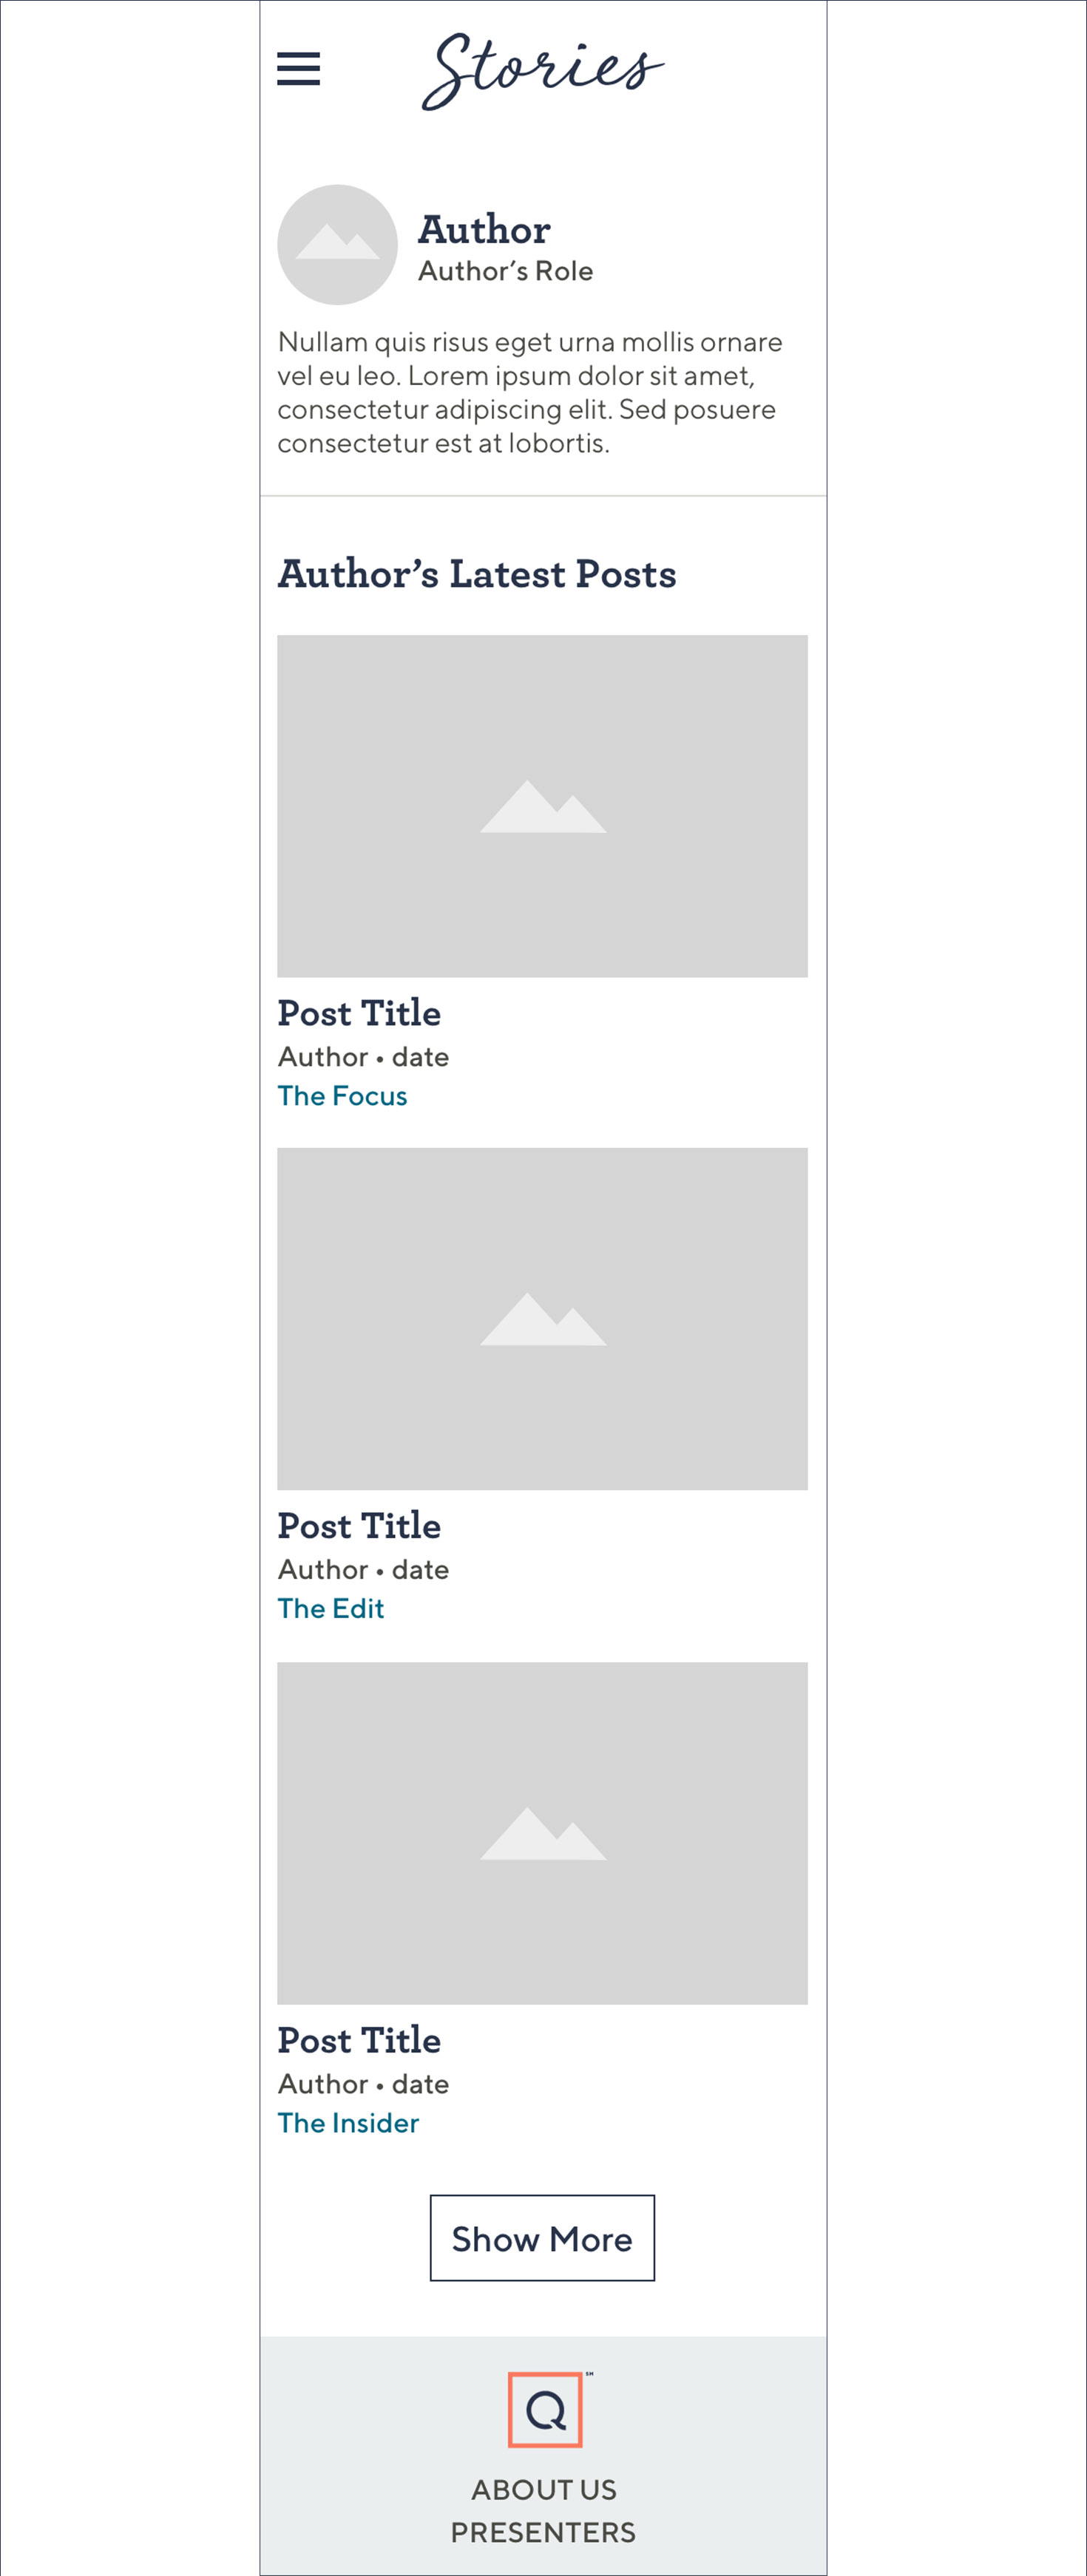 Stories
Author
Author’s Role
Nullam quis risus eget urna mollis ornare
vel eu leo. Lorem ipsum dolor sit amet,
consectetur adipiscing elit. Sed posuere
consectetur est at lobortis.
Author’s Latest Posts
Post Title
Author • date
The Focus
Post Title
Author • date
The Edit
Post Title
Author • date
The Insider
Show More
Q℠
ABOUT US
PRESENTERS